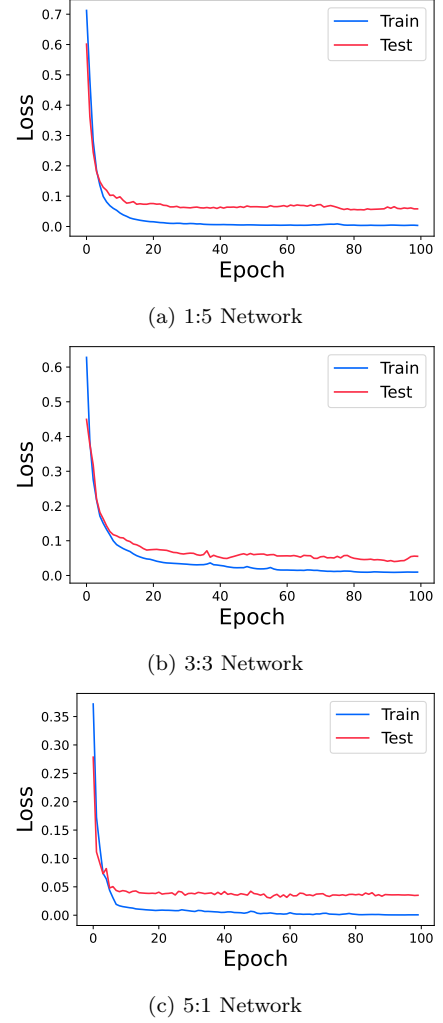 0.7
0.6
0.5
0.4
0.3
0.2
0.1
0.0
Loss
Train
Test
0 20 40 60 80 100
Epoch
(a) 1:5 Network
0.6
0.5
0.4
0.3
0.2
0.1
0.0
Loss
Train
Test
0 20 40 60 80 100
Epoch
(b) 3:3 Network
0.35
0.30
0.25
0.20
0.15
0.10
0.05
0.00
Loss
Train
Test
0 20 40 60 80 100
Epoch
(c) 5:1 Network